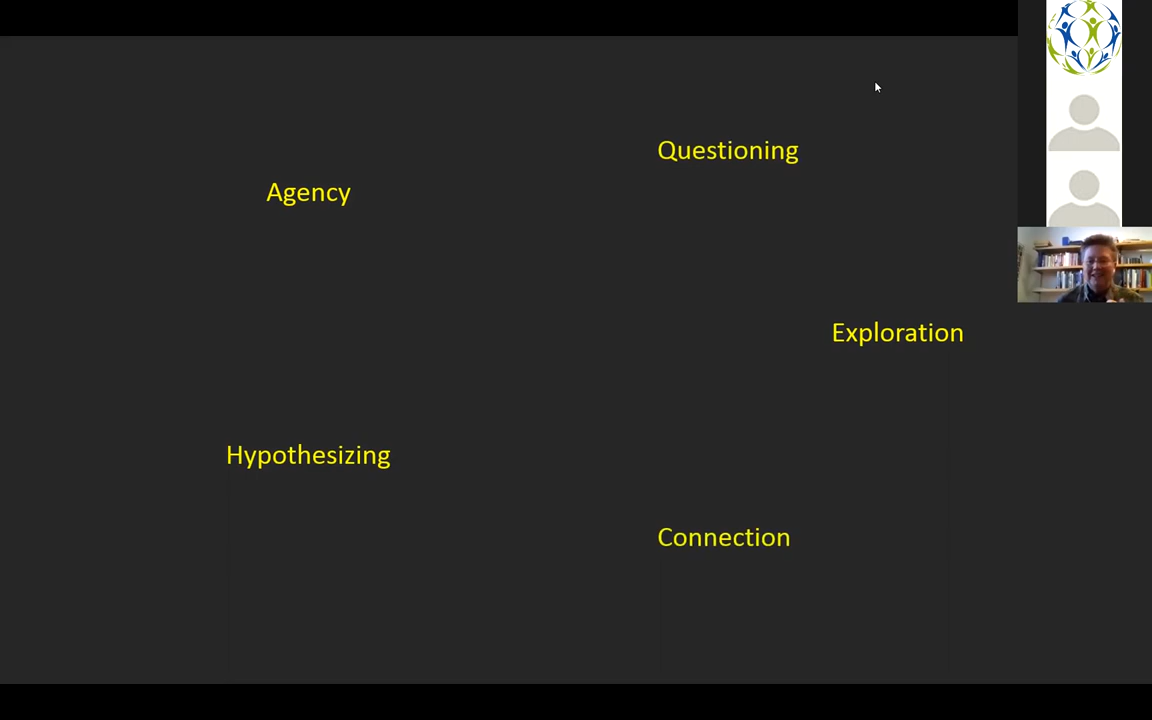 Questioning
Agency
Exploration
Hypothesizing
Connection